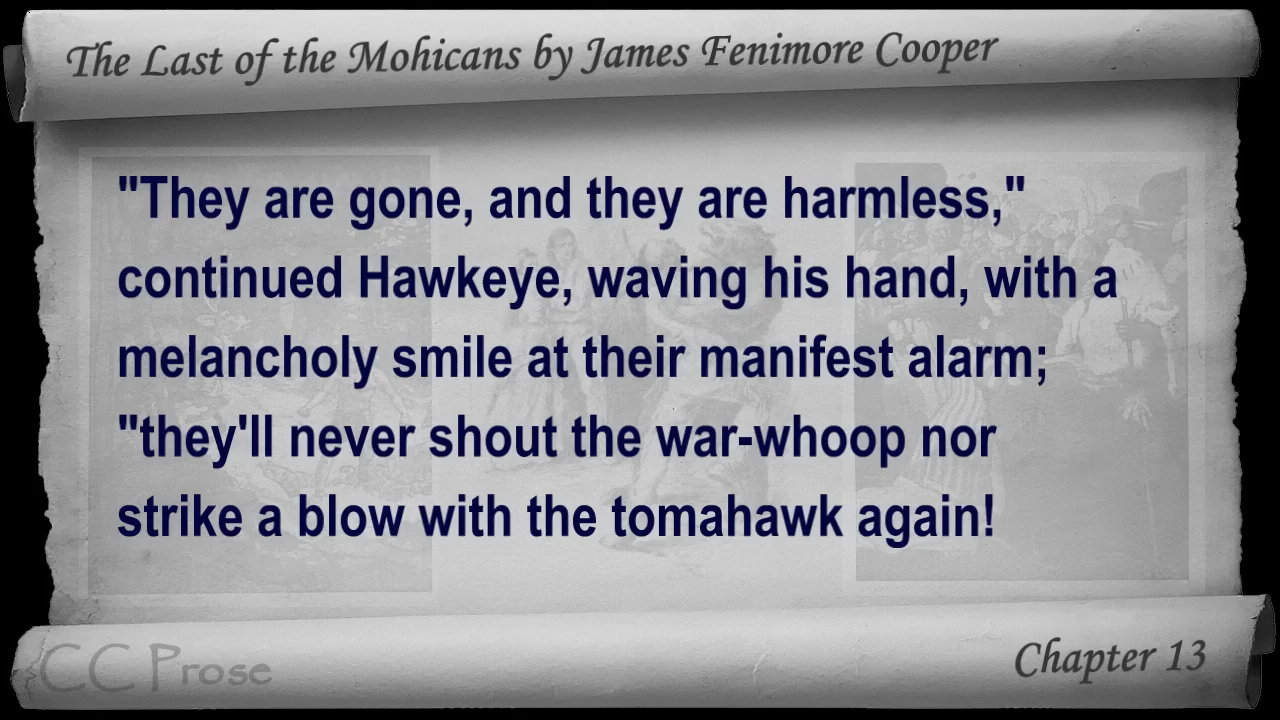 The Last of the Mohicans by James Fenimore Cooper
"They are gone, and they are harmless,"
continued Hawkeye, waving his hand, with a
melancholy smile at their manifest alarm;
"they'll never shout the war-whoop nor
strike a blow with the tomahawk again!
CC Prose
Chapter 13